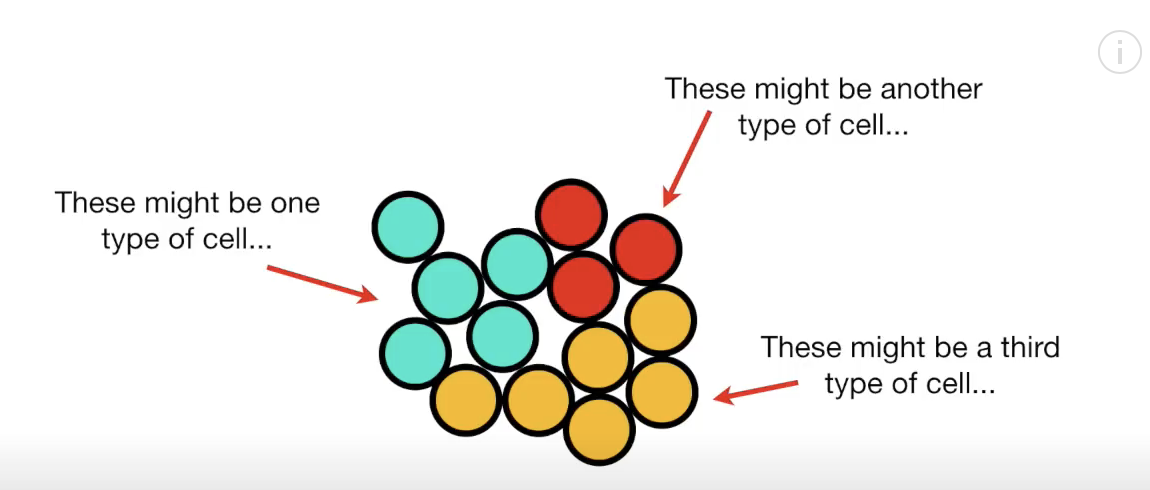 These might be another
type of cell...
These might be one
type of cell...
These might be a third
type of cell...
i